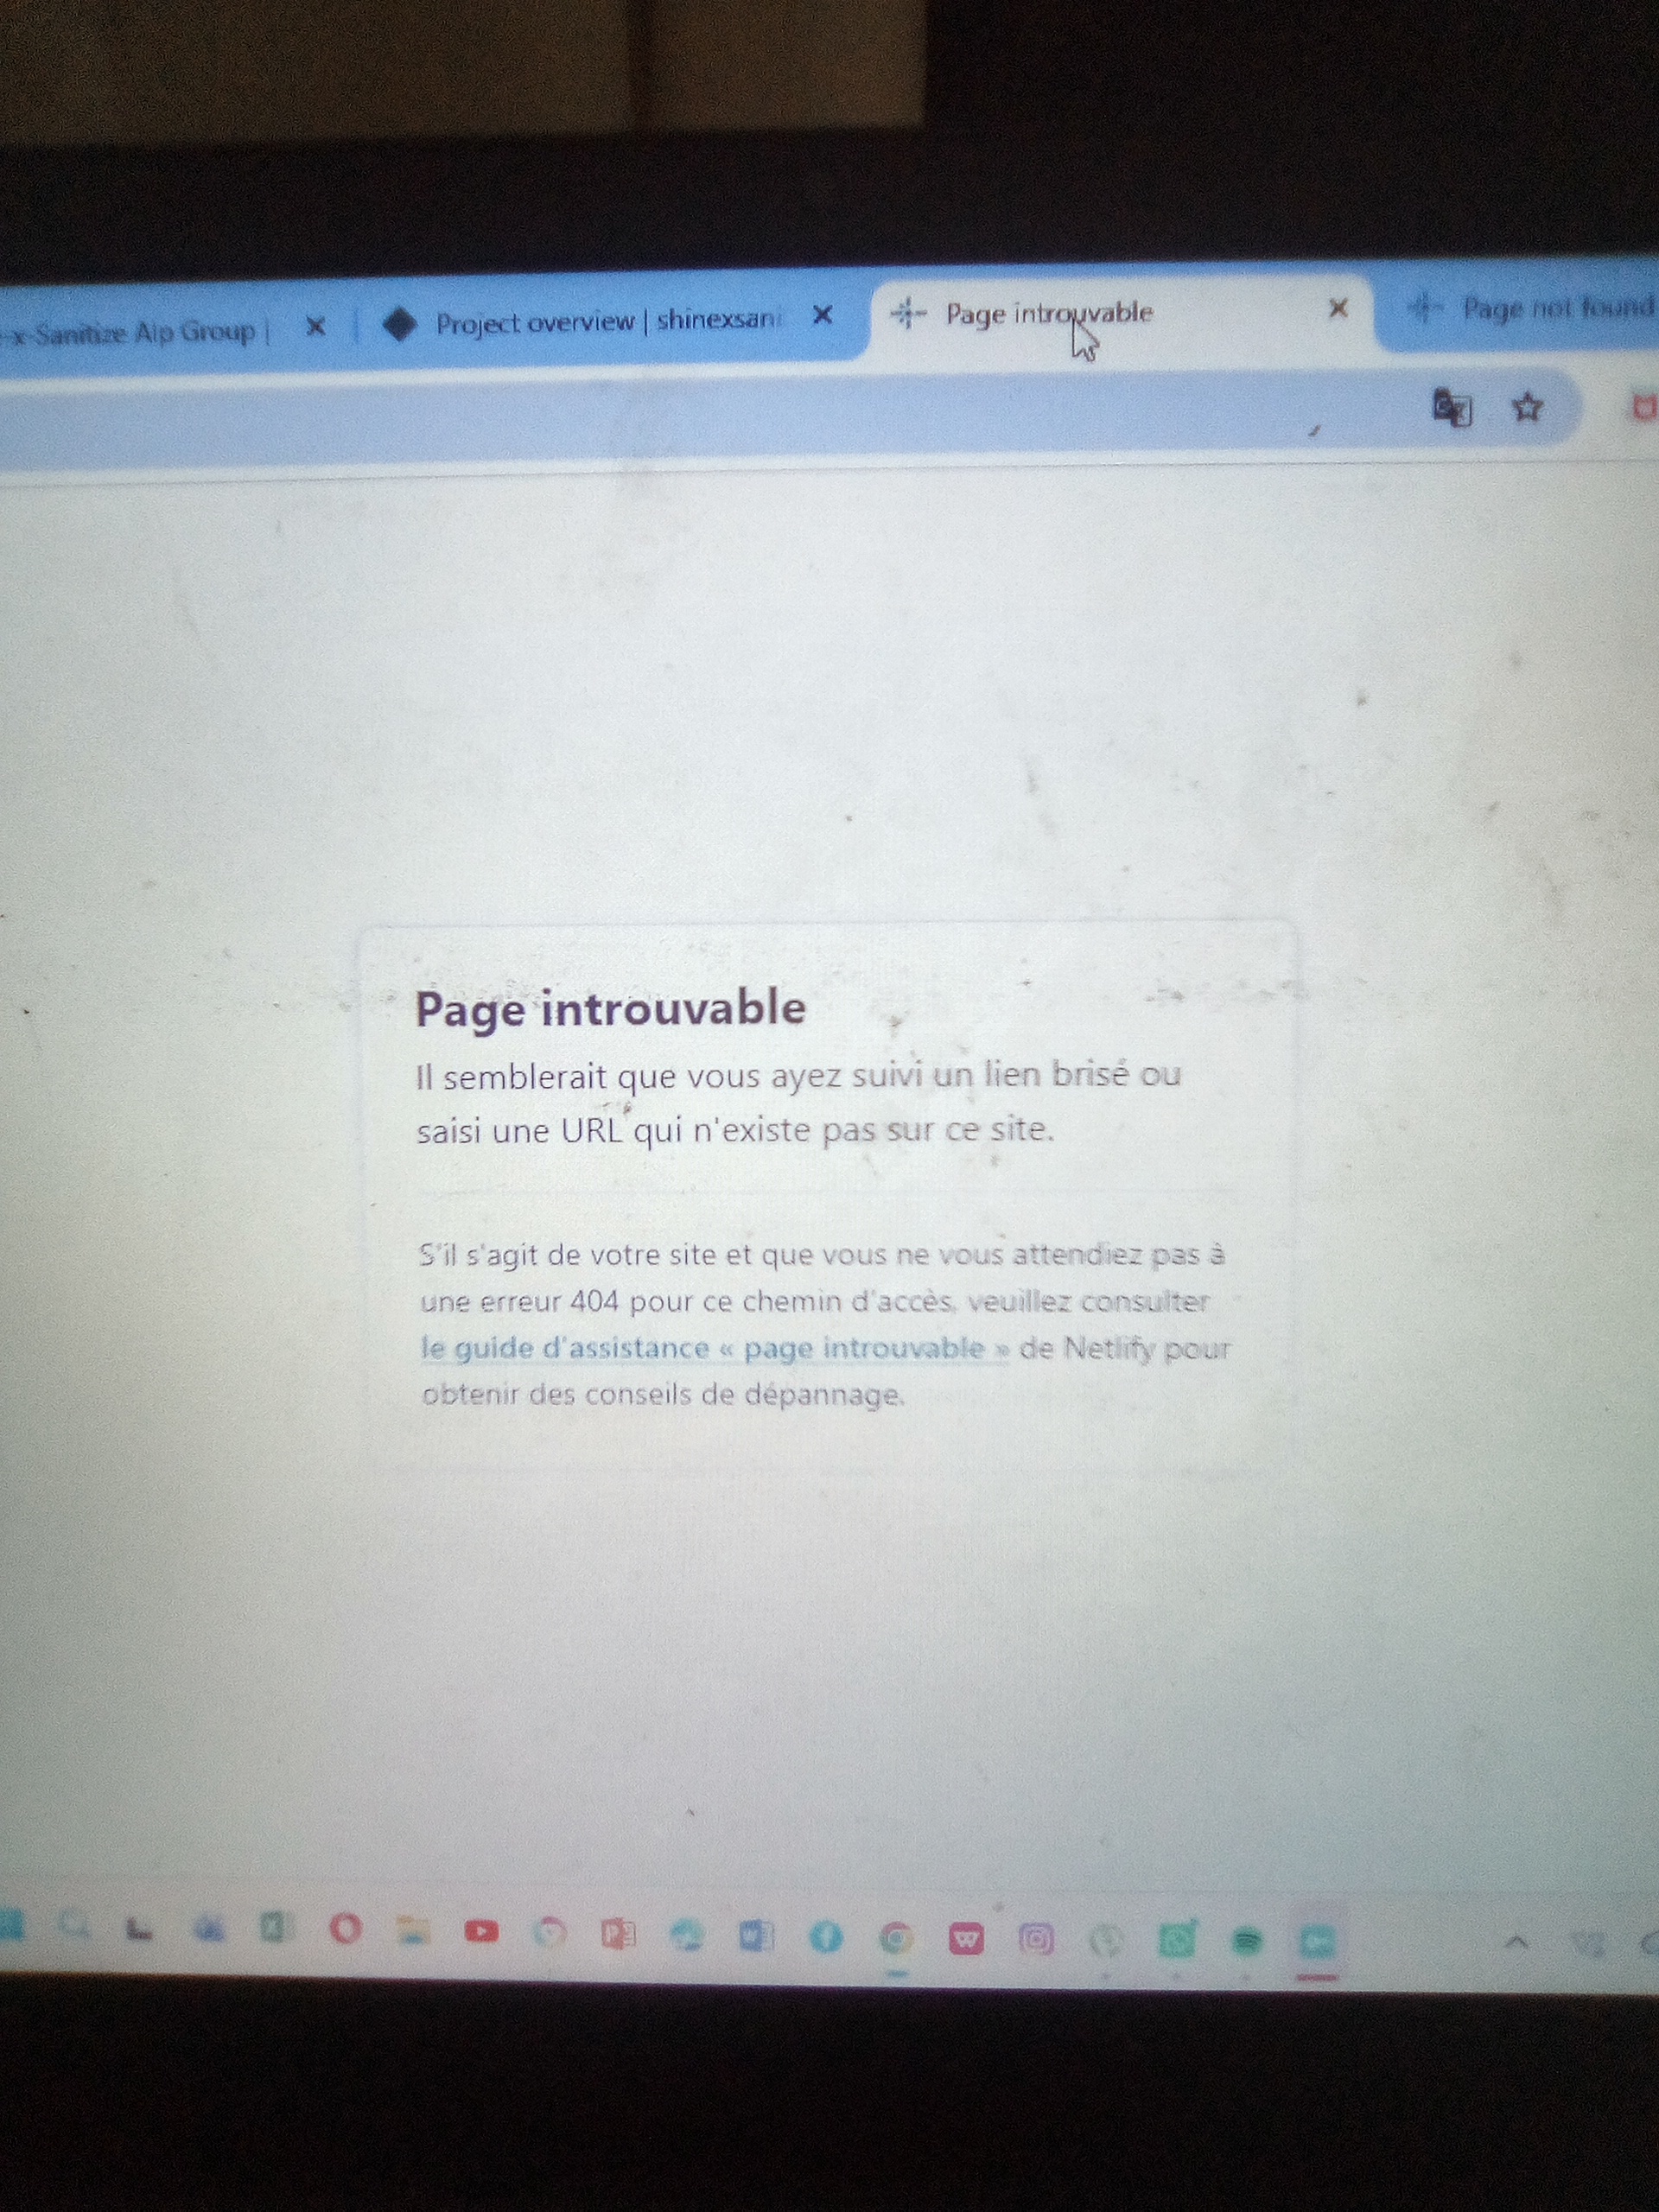 -x-Sanitize Alp Group |
Project overview | shinexsani
Page introuvable
Page not found
Page introuvable
Il semblerait que vous ayez suivi un lien brisé ou
saisi une URL qui n'existe pas sur ce site.
S'il s'agit de votre site et que vous ne vous attendiez pas à
une erreur 404 pour ce chemin d'accès, veuillez consulter
le guide d'assistance « page introuvable » de Netlify pour
obtenir des conseils de dépannage.